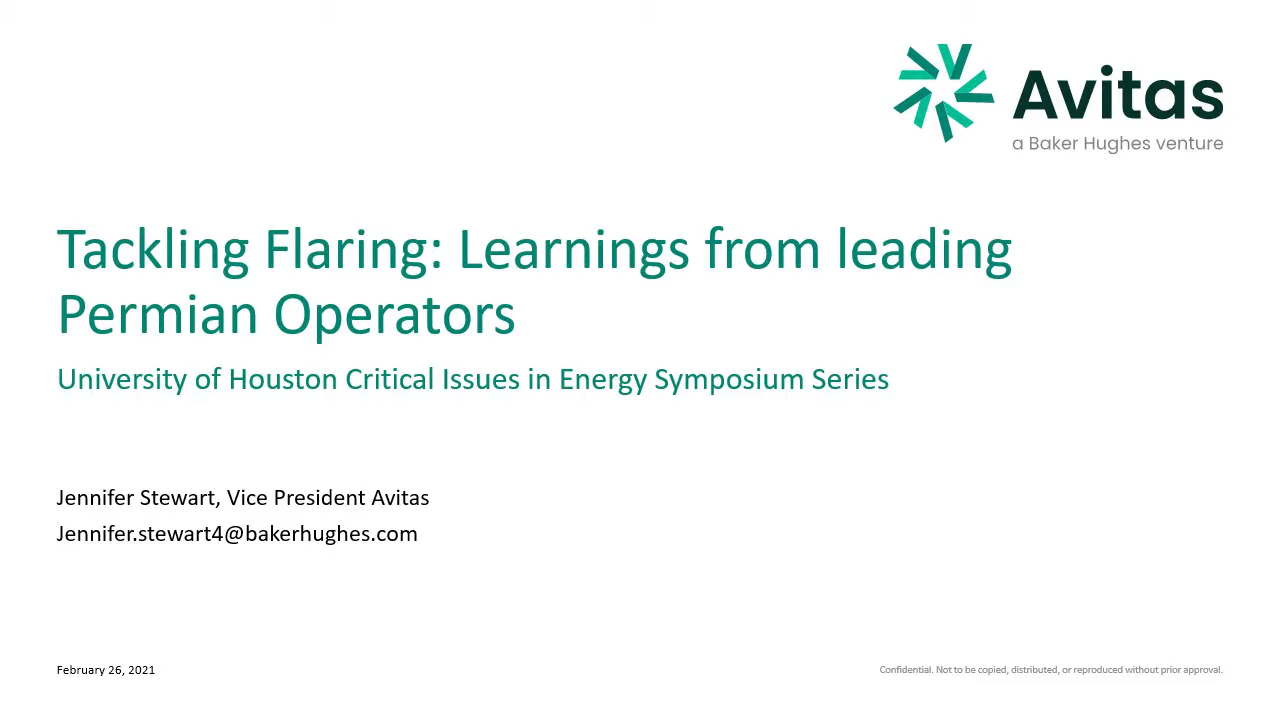 Avitas
a Baker Hughes venture
Tackling Flaring: Learnings from leading
Permian Operators
University of Houston Critical Issues in Energy Symposium Series
Jennifer Stewart, Vice President Avitas
Jennifer.stewart4@bakerhughes.com
February 26, 2021
Confidential. Not to be copied, distributed, or reproduced without prior approval.